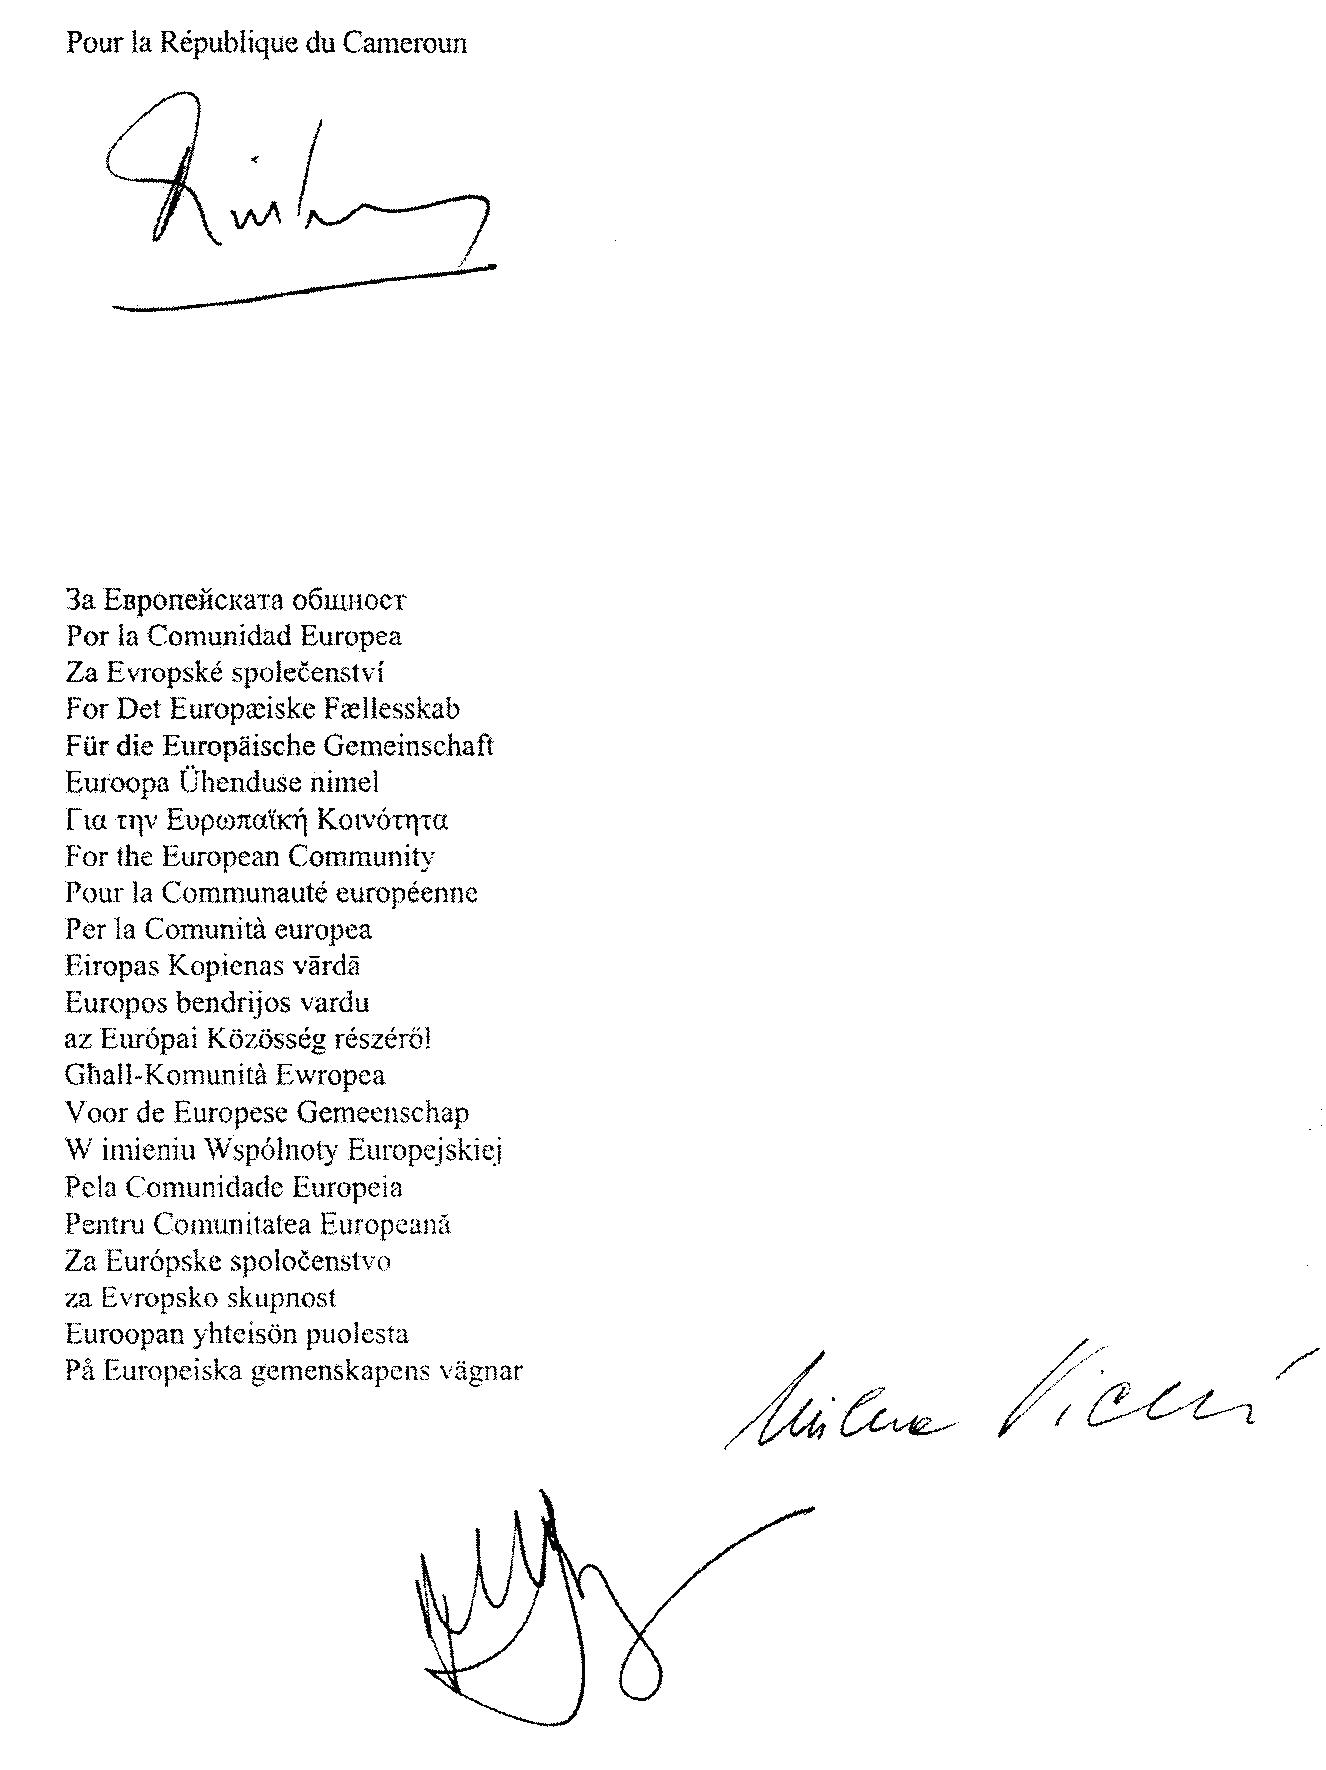 Pour la République du Cameroun
За Европейската общност
Por la Comunidad Europea
Za Evropské společenství
For Det Europæiske Fællesskab
Für die Europäische Gemeinschaft
Euroopa Ühenduse nimel
Για την Ευρωπαϊκή Κοινότητα
For the European Community
Pour la Communauté européenne
Per la Comunità europea
Eiropas Kopienas vārdā
Europos bendrijos vardu
az Európai Közösség részéről
Għall-Komunità Ewropea
Voor de Europese Gemeenschap
W imieniu Wspólnoty Europejskiej
Pela Comunidade Europeia
Pentru Comunitatea Europeană
Za Európske spoločenstvo
za Evropsko skupnost
Euroopan yhteisön puolesta
På Europeiska gemenskapens vägnar
Milena